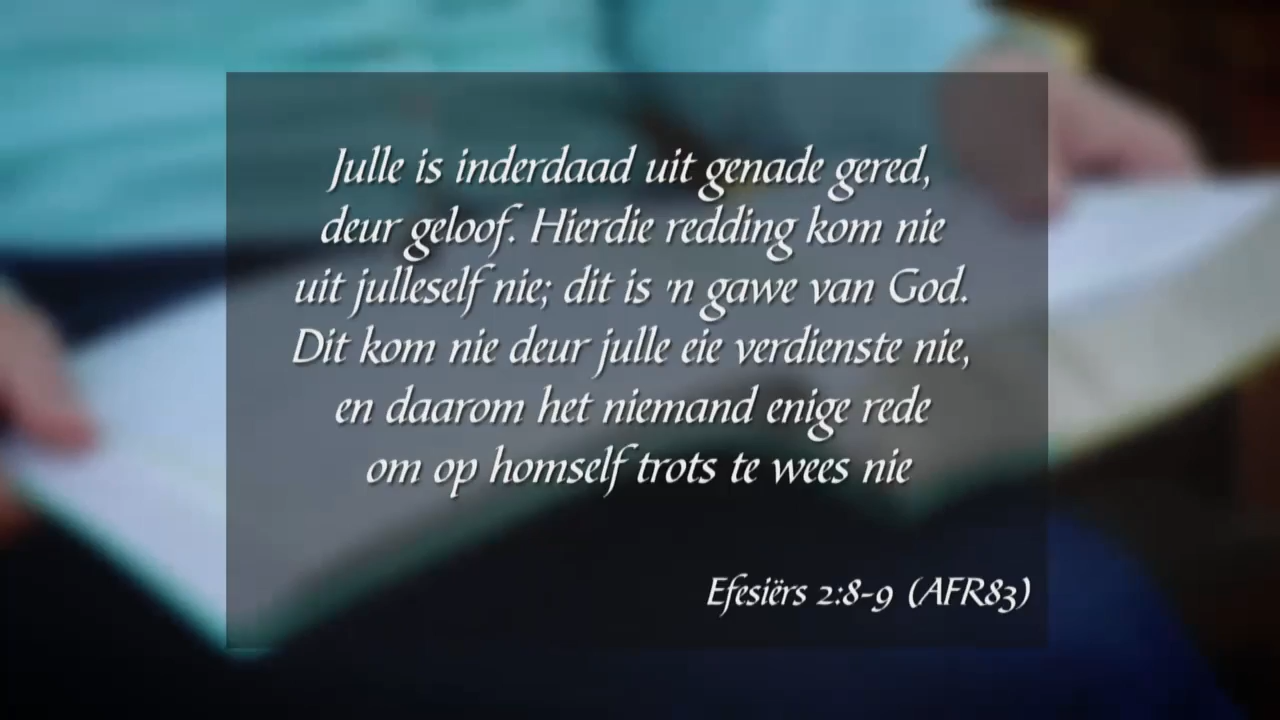 Julle is inderdaad uit genade gered,
deur geloof. Hierdie redding kom nie
uit julleself nie; dit is 'n gawe van God.
Dit kom nie deur julle eie verdienste nie,
en daarom het niemand enige rede
om op homself trots te wees nie
Efesiërs 2:8-9 (AFR83)